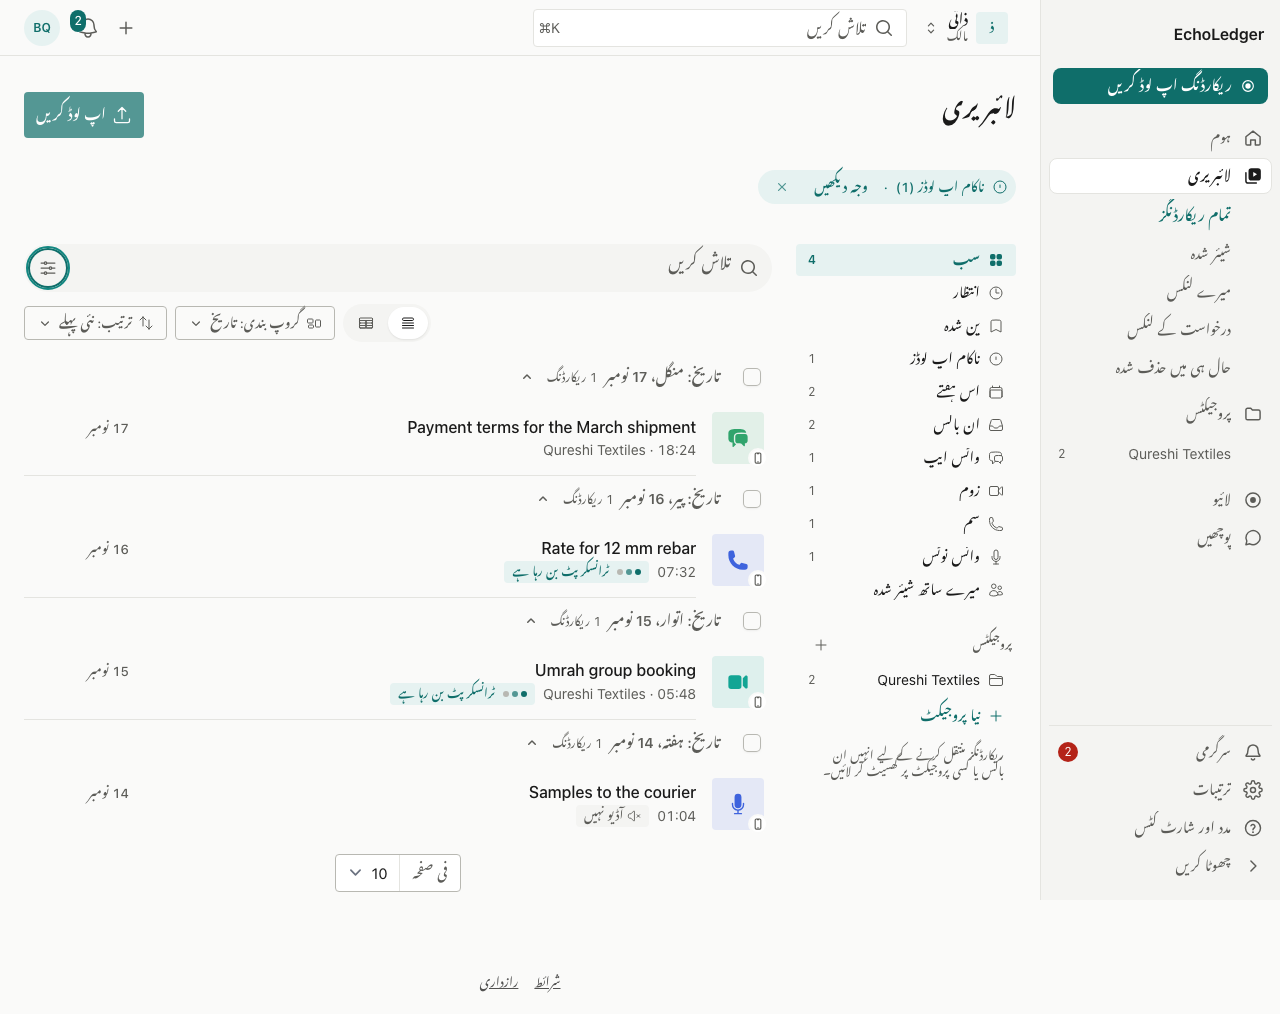 EchoLedger
ریکارڈنگ اپ لوڈ کریں
ہوم
لائبریری
تمام ریکارڈنگز
شیئر شدہ
میرے لنکس
درخواست کے لنکس
حال ہی میں حذف شدہ
پروجیکٹس
Qureshi Textiles 2
لائیو
پوچھیں
سرگرمی 2
ترتیبات
مدد اور شارٹ کٹس
چھوٹا کریں
ذ
ذاتی
مالک
تلاش کریں ⌘K
2
BQ
لائبریری
اپ لوڈ کریں
ناکام اپ لوڈز (1) · وجہ دیکھیں
سب 4
انتظار
پن شدہ
ناکام اپ لوڈز 1
اس ہفتے 2
ان باکس 2
واٹس ایپ 1
زوم 1
سم 1
وائس نوٹس 1
میرے ساتھ شیئر شدہ
پروجیکٹس
Qureshi Textiles 2
نیا پروجیکٹ
ریکارڈنگز منتقل کرنے کے لیے انہیں ان
باکس یا کسی پروجیکٹ پر گھسیٹ کر لائیں۔
تلاش کریں
گروپ بندی: تاریخ
ترتیب: نئی پہلے
تاریخ: منگل، 17 نومبر 1 ریکارڈنگ
Payment terms for the March shipment
17 نومبر
Qureshi Textiles · 18:24
تاریخ: پیر، 16 نومبر 1 ریکارڈنگ
Rate for 12 mm rebar
16 نومبر
07:32 ٹرانسکرپٹ بن رہا ہے
تاریخ: اتوار، 15 نومبر 1 ریکارڈنگ
Umrah group booking
15 نومبر
Qureshi Textiles · 05:48 ٹرانسکرپٹ بن رہا ہے
تاریخ: ہفتہ، 14 نومبر 1 ریکارڈنگ
Samples to the courier
14 نومبر
01:04 آڈیو نہیں
فی صفحہ 10
شرائط رازداری